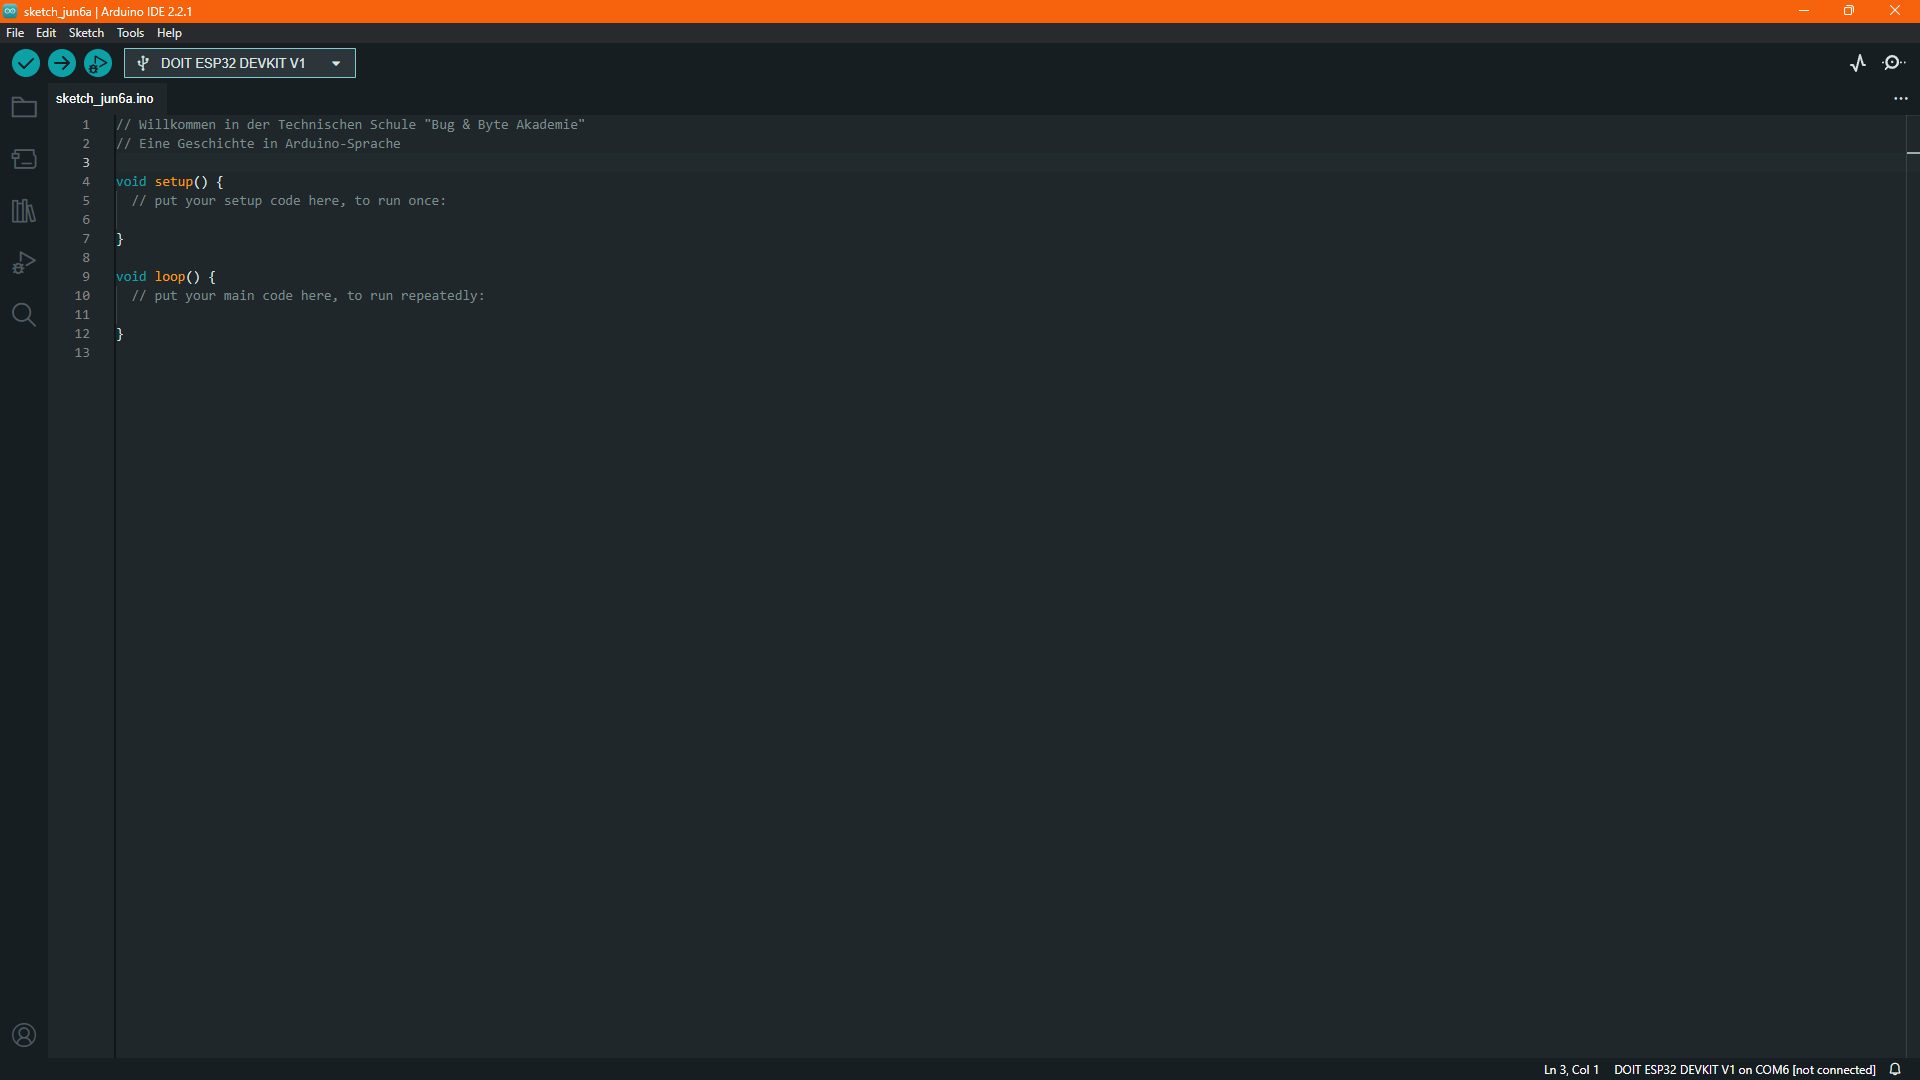 sketch_jun6a | Arduino IDE 2.2.1
File Edit Sketch Tools Help
DOIT ESP32 DEVKIT V1
sketch_jun6a.ino
1 // Willkommen in der Technischen Schule "Bug & Byte Akademie"
2 // Eine Geschichte in Arduino-Sprache
3
4 void setup() {
5 // put your setup code here, to run once:
6
7 }
8
9 void loop() {
10 // put your main code here, to run repeatedly:
11
12 }
13
Ln 3, Col 1 DOIT ESP32 DEVKIT V1 on COM6 [not connected]